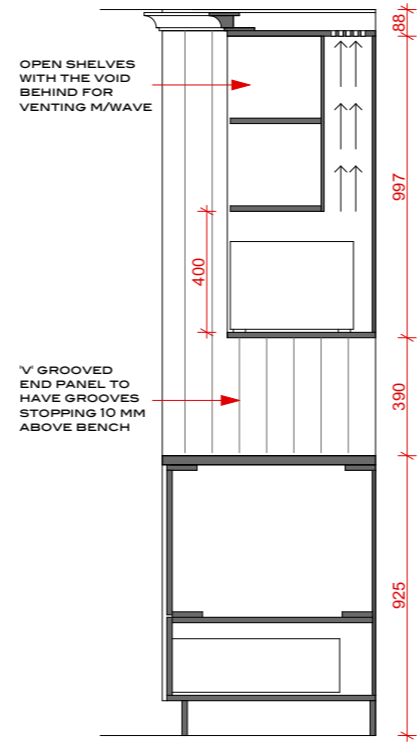 88
OPEN SHELVES
WITH THE VOID
BEHIND FOR
VENTING M/WAVE
997
400
'V' GROOVED
END PANEL TO
HAVE GROOVES
STOPPING 10 MM
ABOVE BENCH
390
925